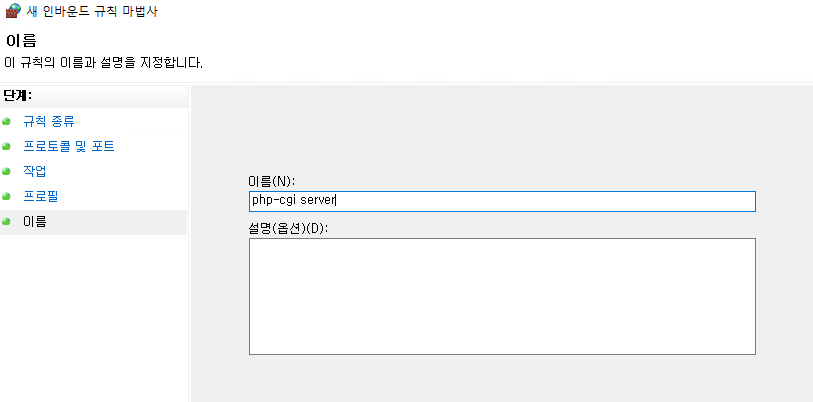 새 인바운드 규칙 마법사
이름
이 규칙의 이름과 설명을 지정합니다.
단계:
규칙 종류
프로토콜 및 포트
작업
프로필
이름
이름(N):
php-cgi server
설명(옵션)(D):